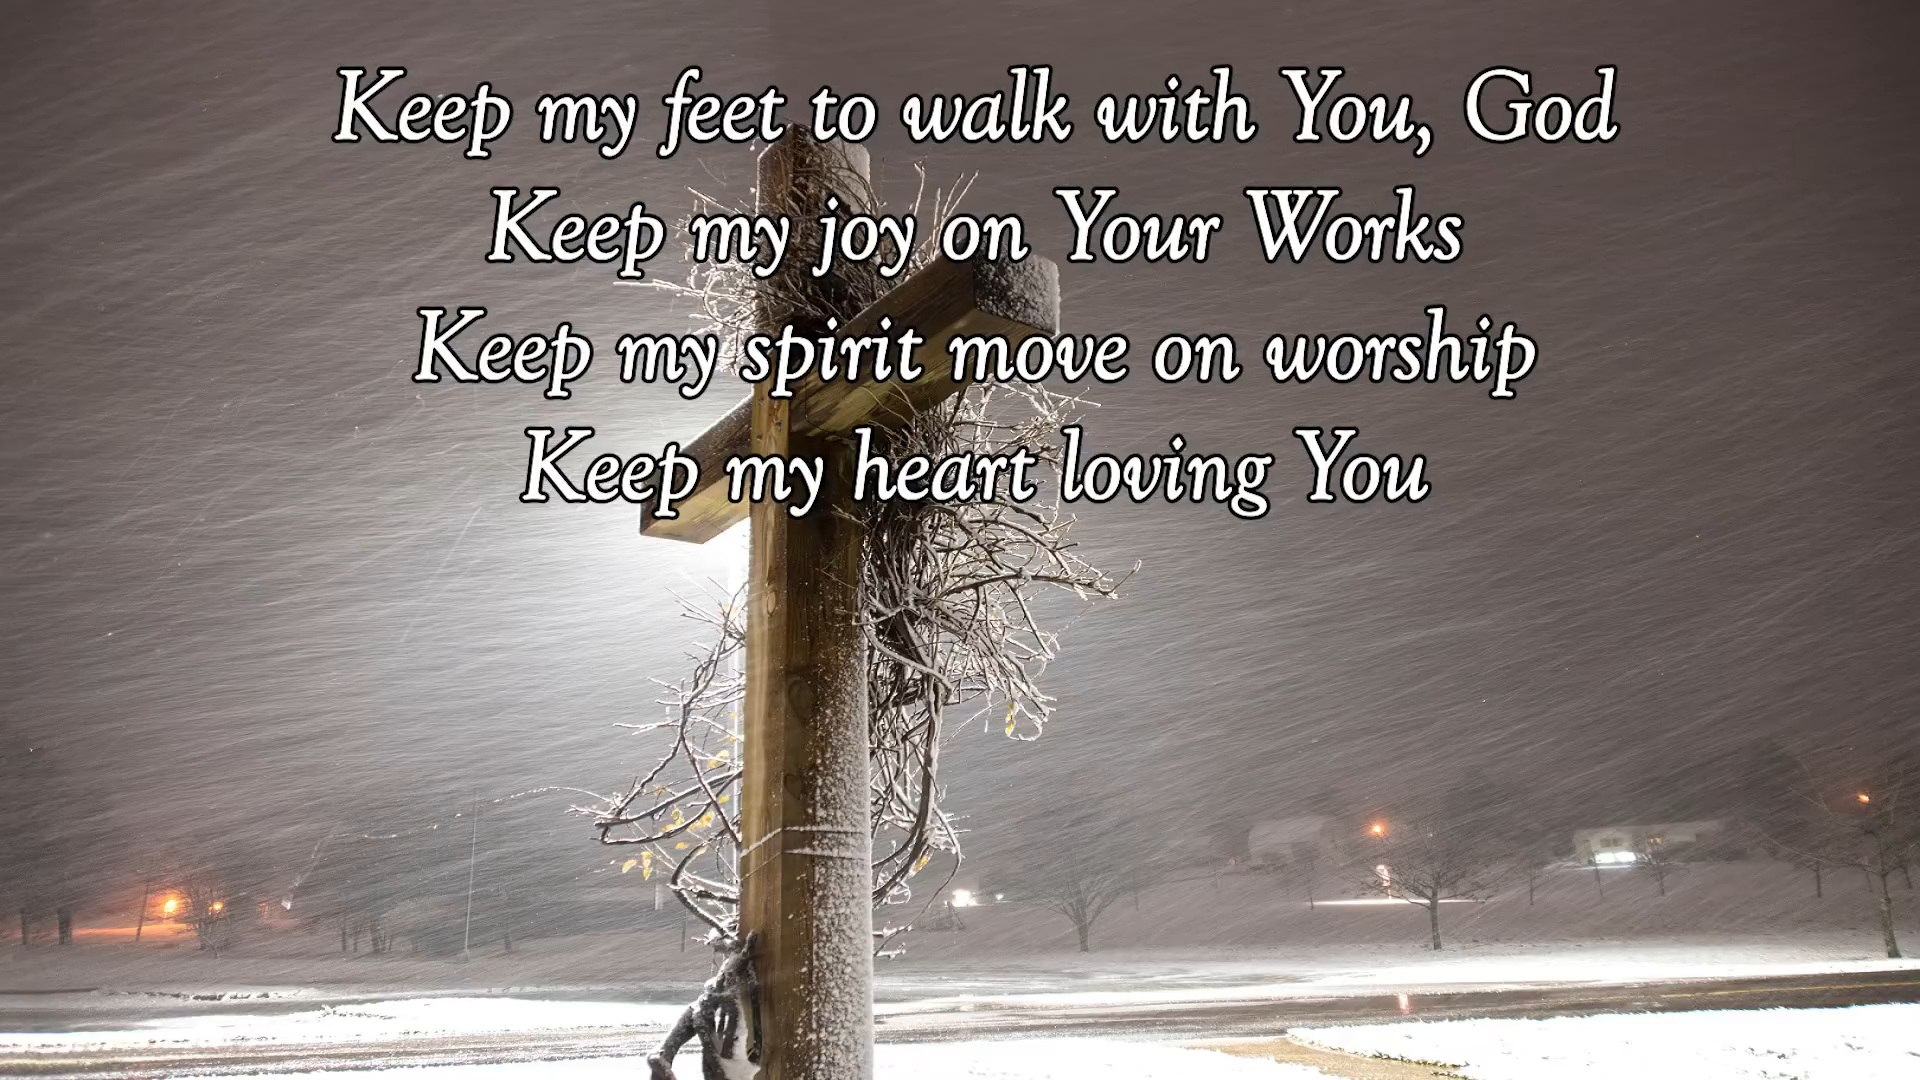 Keep my feet to walk with You, God
Keep my joy on Your Works
Keep my spirit move on worship
Keep my heart loving You